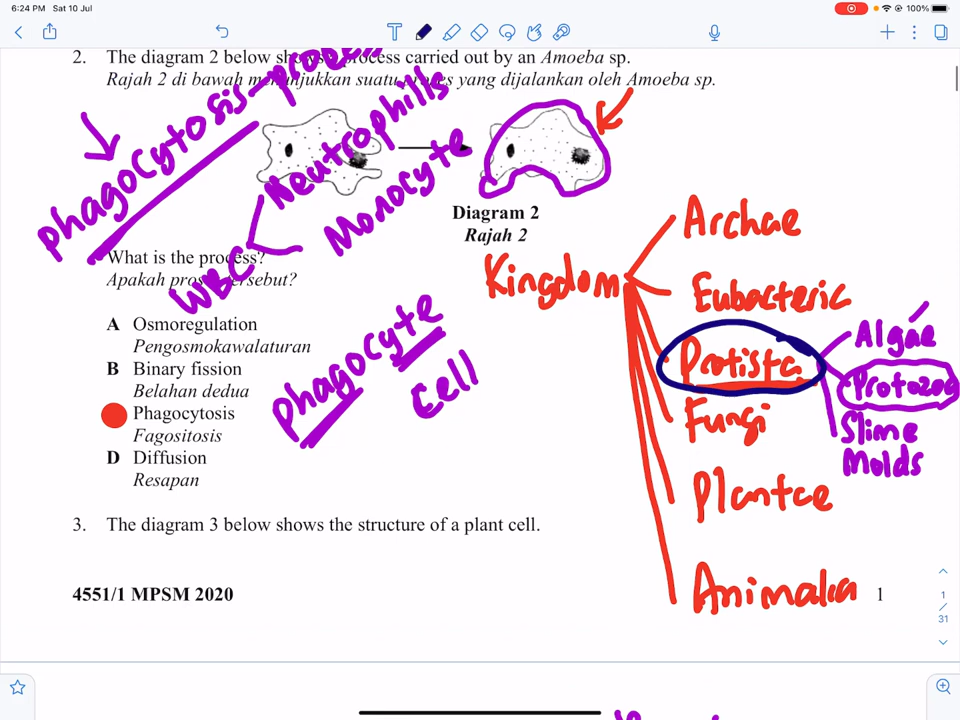 6:24 PM Sat 10 Jul
100%
2. The diagram 2 below shows process carried out by an Amoeba sp.
Rajah 2 di bawah menunjukkan suatu proses yang dijalankan oleh Amoeba sp.
Phagocytosis-process
Neutrophills
Monocyte
WBC
Diagram 2
Rajah 2
What is the process?
Apakah proses tersebut?
A Osmoregulation
Pengosmokawalaturan
B Binary fission
Belahan dedua
Phagocytosis
Fagositosis
D Diffusion
Resapan
Phagocyte
Cell
Kingdom
Archae
Eubacteric
Protista
Fungi
Plantae
Animalia
Algae
Protozoa
Slime
Molds
3. The diagram 3 below shows the structure of a plant cell.
4551/1 MPSM 2020
1
1
/
31